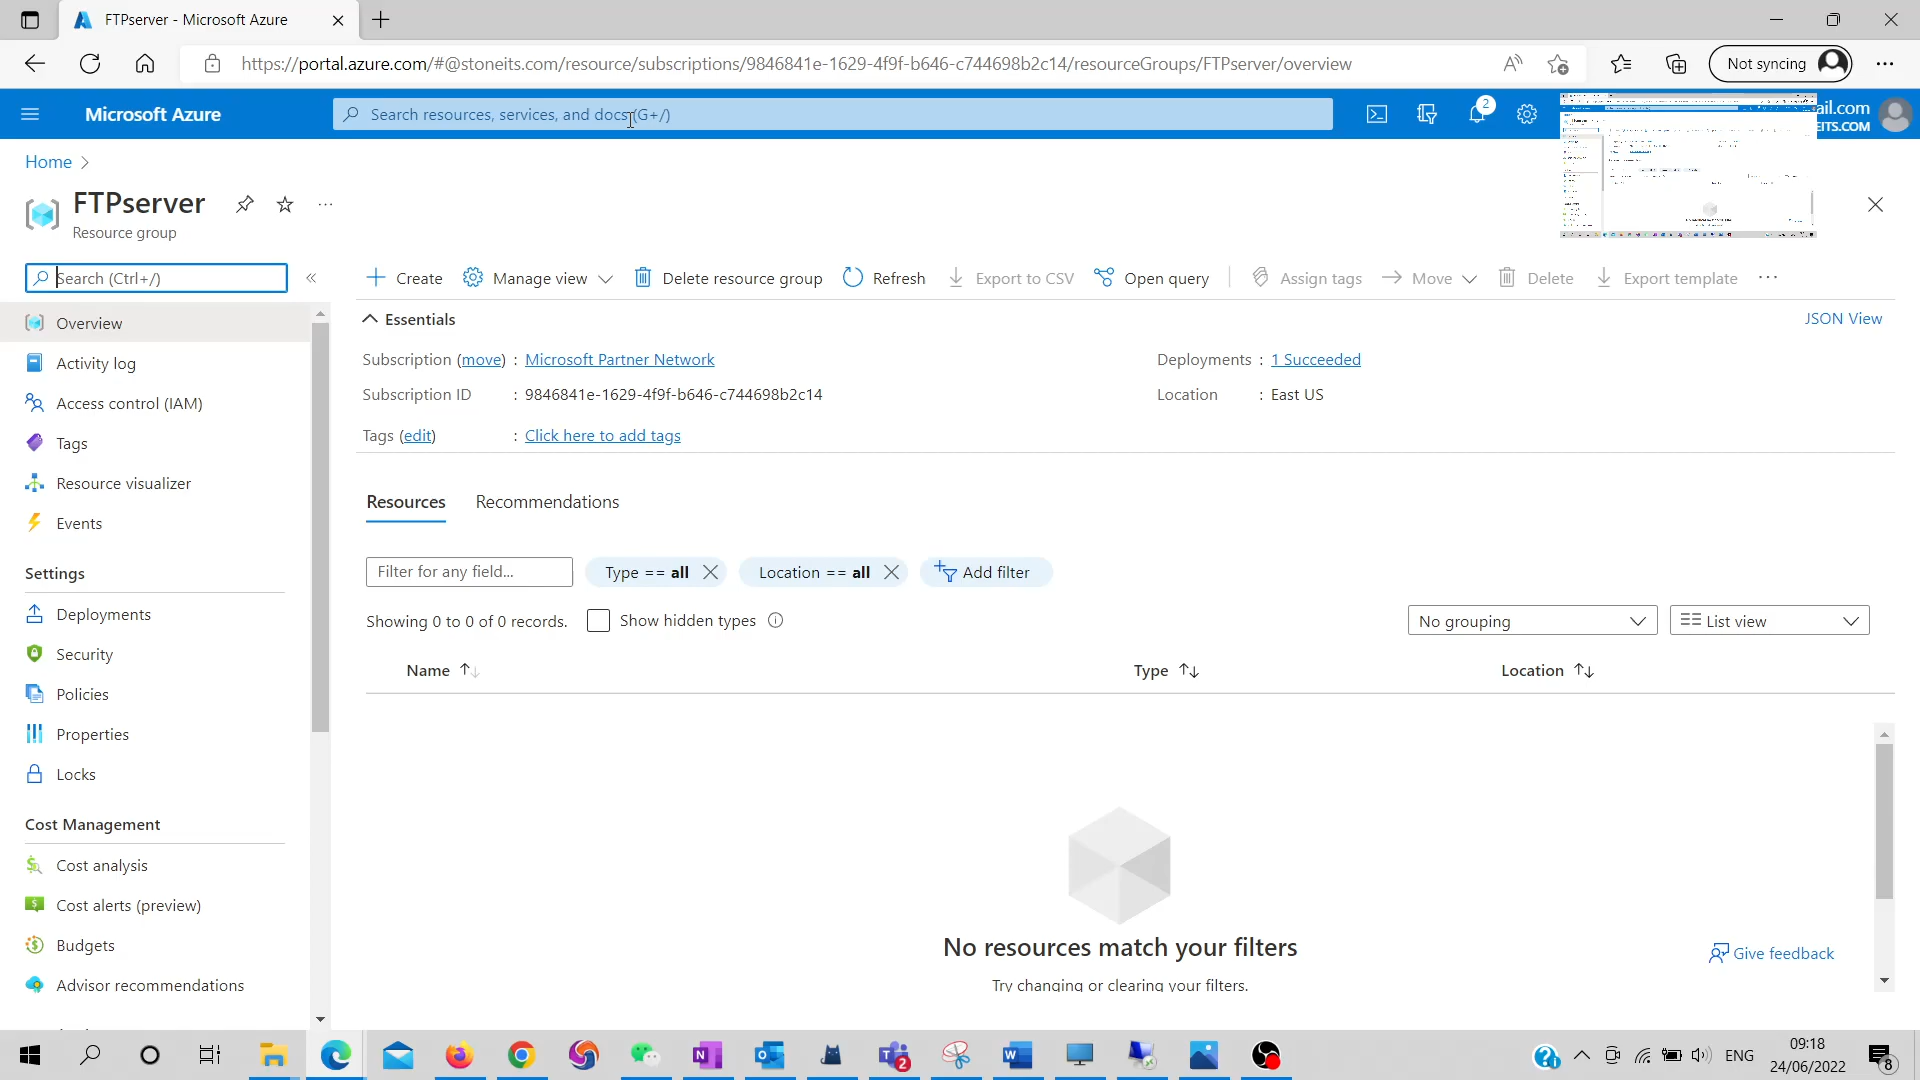 FTPserver - Microsoft Azure
https://portal.azure.com/#@stoneits.com/resource/subscriptions/9846841e-1629-4f9f-b646-c744698b2c14/resourceGroups/FTPserver/overview
Not syncing
Microsoft Azure
Search resources, services, and docs (G+/)
2
ail.com
EITS.COM
Home
FTPserver
Resource group
Search (Ctrl+/)
Create
Manage view
Delete resource group
Refresh
Export to CSV
Open query
Assign tags
Move
Delete
Export template
Overview
Activity log
Access control (IAM)
Tags
Resource visualizer
Events
Settings
Deployments
Security
Policies
Properties
Locks
Cost Management
Cost analysis
Cost alerts (preview)
Budgets
Advisor recommendations
Essentials
JSON View
Subscription (move) : Microsoft Partner Network
Deployments : 1 Succeeded
Subscription ID : 9846841e-1629-4f9f-b646-c744698b2c14
Location : East US
Tags (edit) : Click here to add tags
Resources
Recommendations
Filter for any field...
Type == all
Location == all
Add filter
Showing 0 to 0 of 0 records.
Show hidden types
No grouping
List view
Name
Type
Location
No resources match your filters
Try changing or clearing your filters.
Give feedback
2
ENG
09:18
24/06/2022
8